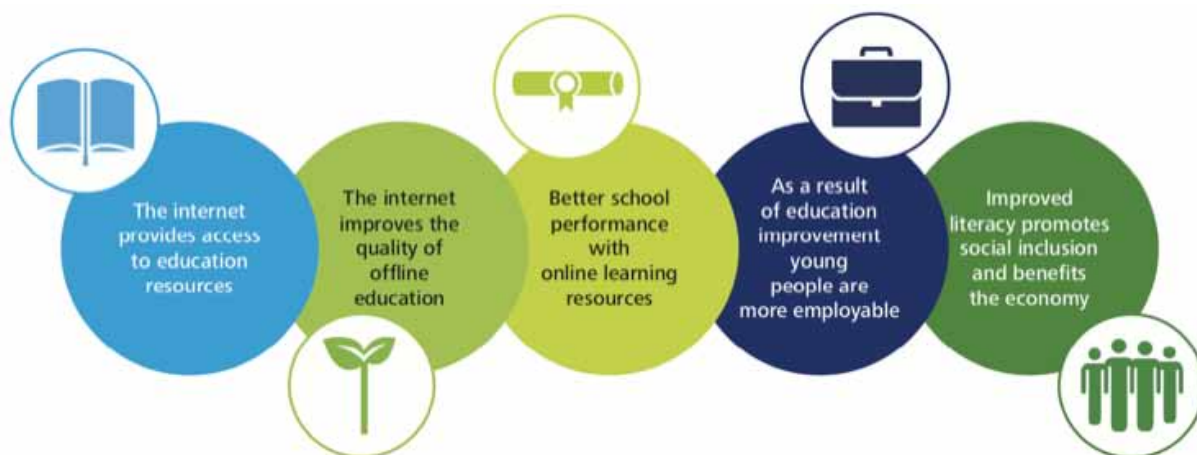 The internet
provides access
to education
resources
The internet
improves the
quality of
offline
education
Better school
performance
with
online learning
resources
As a result
of education
improvement
young
people are
more employable
Improved
literacy promotes
social inclusion
and benefits
the economy